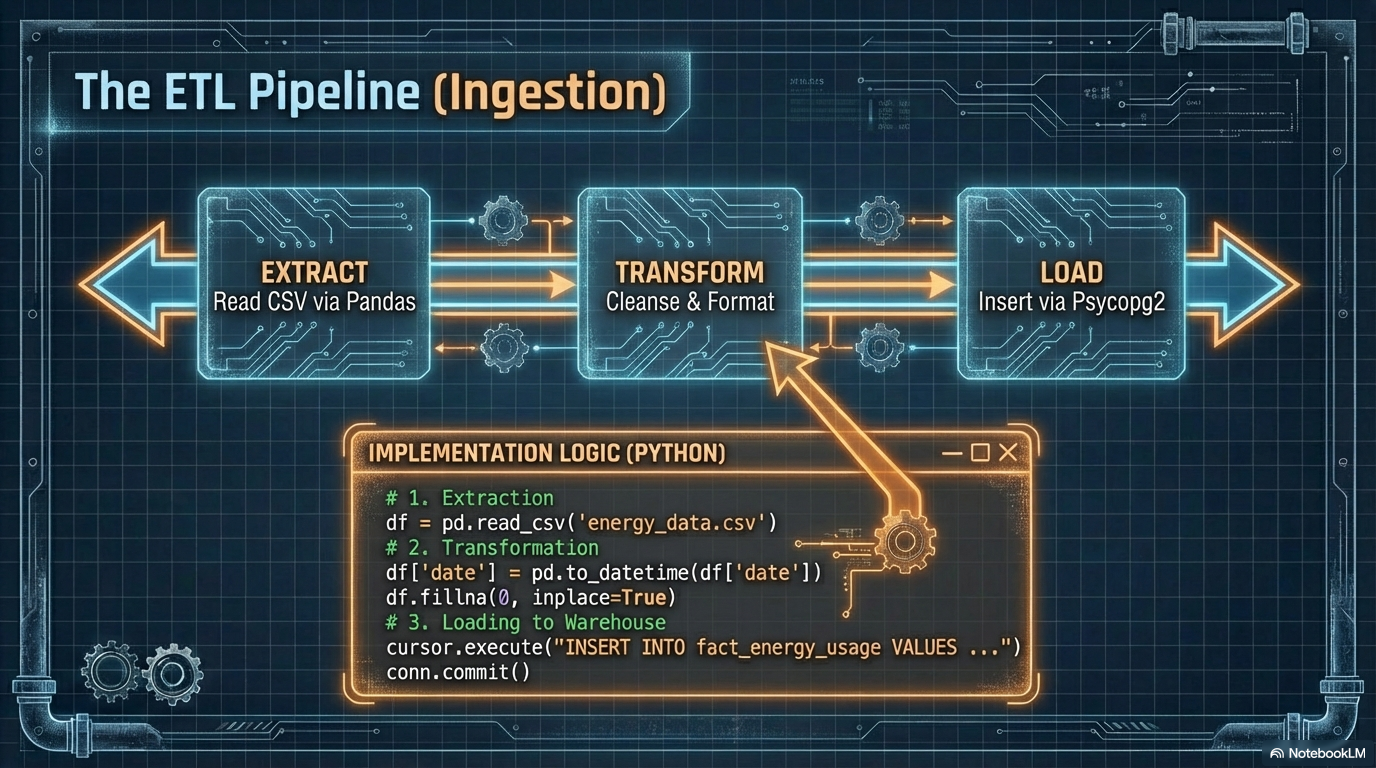 The ETL Pipeline (Ingestion)
EXTRACT
Read CSV via Pandas
TRANSFORM
Cleanse & Format
LOAD
Insert via Psycopg2
IMPLEMENTATION LOGIC (PYTHON)
# 1. Extraction
df = pd.read_csv('energy_data.csv')
# 2. Transformation
df['date'] = pd.to_datetime(df['date'])
df.fillna(0, inplace=True)
# 3. Loading to Warehouse
cursor.execute("INSERT INTO fact_energy_usage VALUES ...")
conn.commit()
NotebookLM